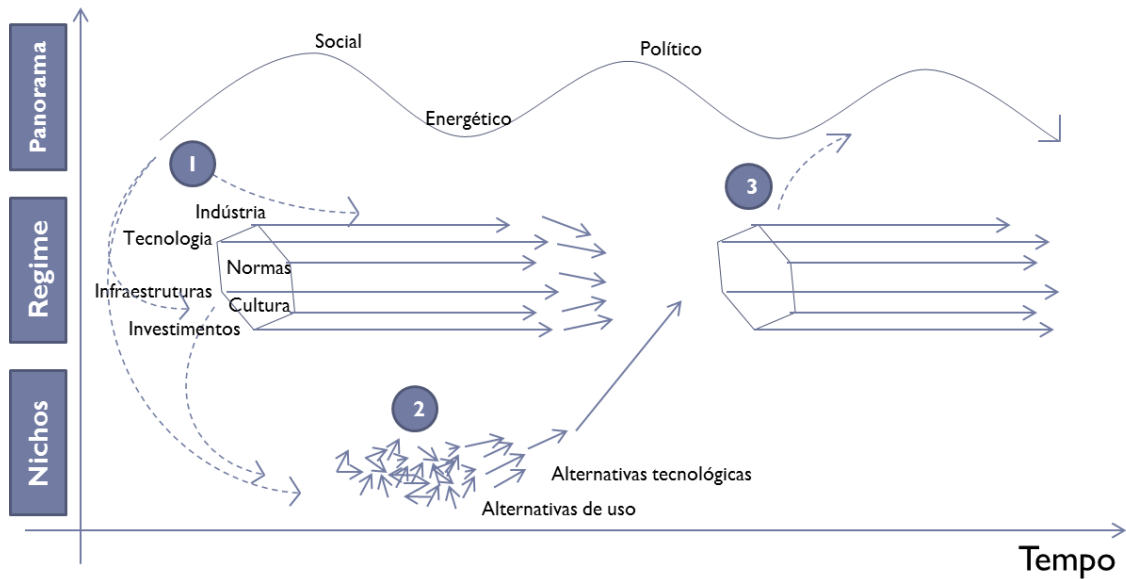 Panorama
Social
Político
Energético
1
3
Regime
Indústria
Tecnologia
Normas
Infraestruturas
Cultura
Investimentos
Nichos
2
Alternativas tecnológicas
Alternativas de uso
Tempo